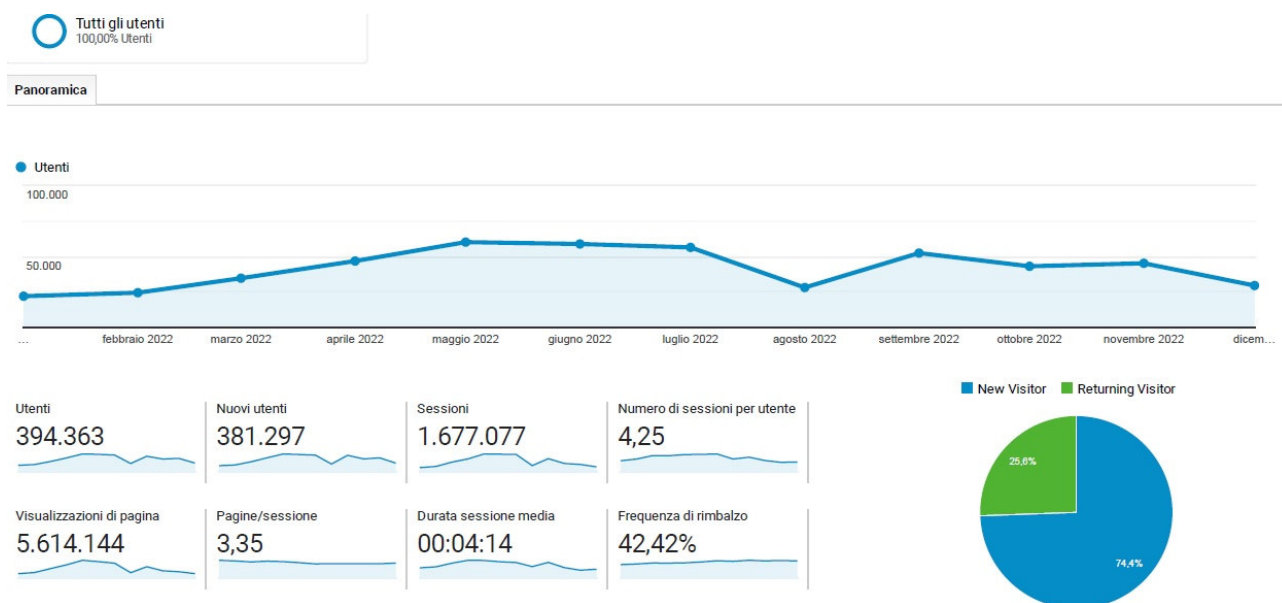 Tutti gli utenti
100,00% Utenti
Panoramica
Utenti
100.000
50.000
... febbraio 2022 marzo 2022 aprile 2022 maggio 2022 giugno 2022 luglio 2022 agosto 2022 settembre 2022 ottobre 2022 novembre 2022 dicem...
New Visitor Returning Visitor
Utenti Nuovi utenti Sessioni Numero di sessioni per utente
394.363 381.297 1.677.077 4,25
Visualizzazioni di pagina Pagine/sessione Durata sessione media Frequenza di rimbalzo
5.614.144 3,35 00:04:14 42,42%
25,6%
74,4%